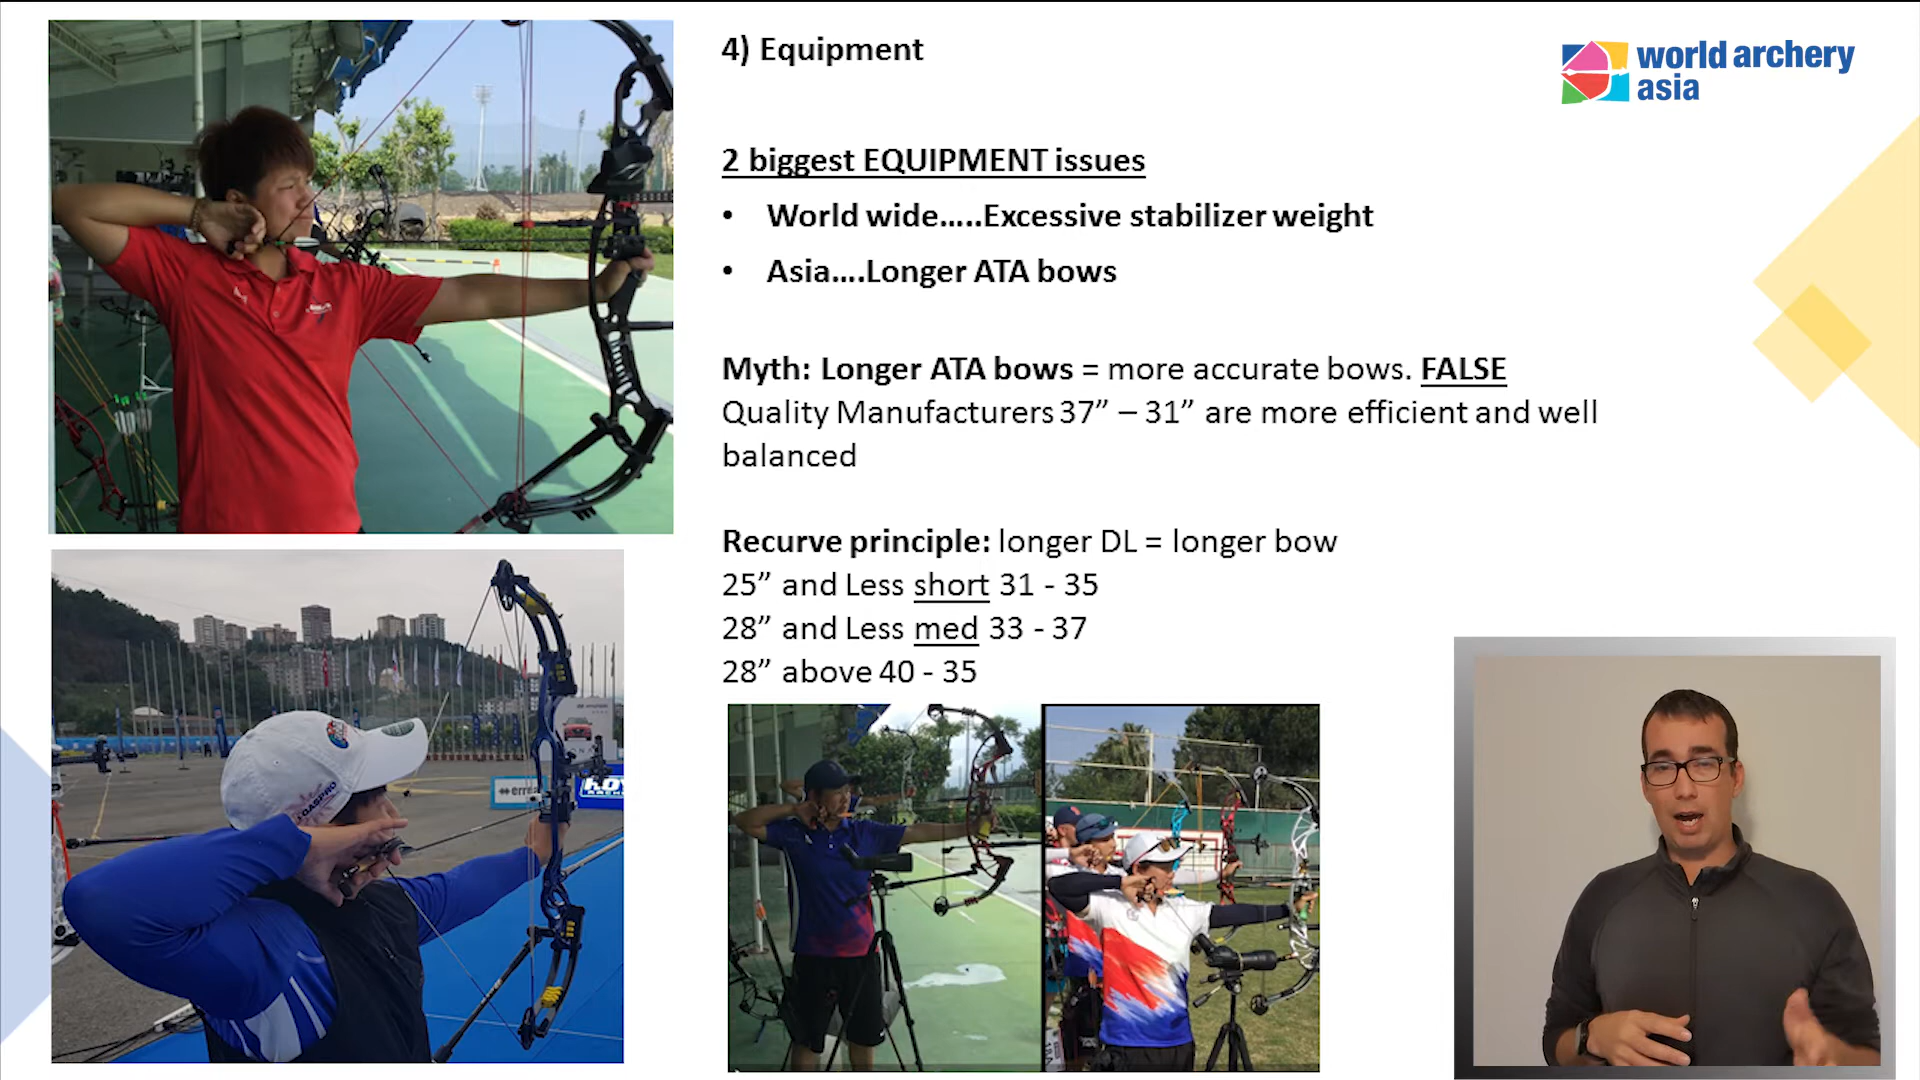 4) Equipment
world archery
asia
2 biggest EQUIPMENT issues
• World wide.....Excessive stabilizer weight
• Asia....Longer ATA bows
Myth: Longer ATA bows = more accurate bows. FALSE
Quality Manufacturers 37” – 31” are more efficient and well
balanced
Recurve principle: longer DL = longer bow
25” and Less short 31 - 35
28” and Less med 33 - 37
28” above 40 - 35